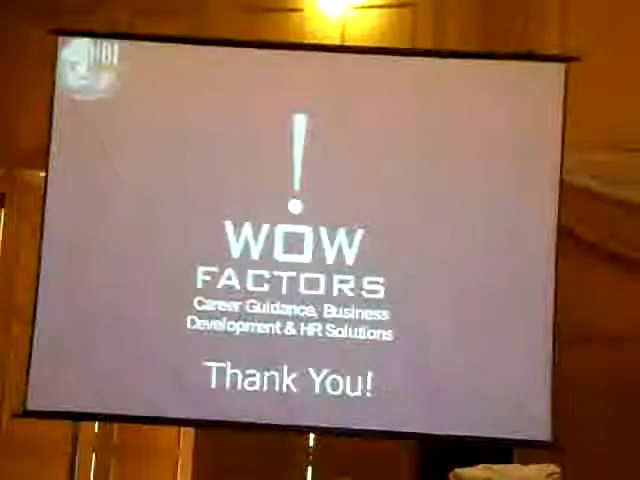 !
WOW
FACTORS
Career Guidance, Business
Development & HR Solutions
Thank You!